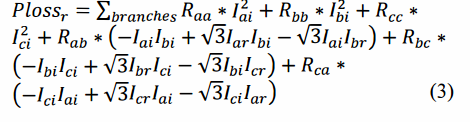 Ploss_r = ∑_branches R_aa * I_ai^2 + R_bb * I_bi^2 + R_cc *
I_ci^2 + R_ab * (−I_ai I_bi + √3 I_ar I_bi − √3 I_ai I_br) + R_bc *
(−I_bi I_ci + √3 I_br I_ci − √3 I_bi I_cr) + R_ca *
(−I_ci I_ai + √3 I_cr I_ai − √3 I_ci I_ar) (3)